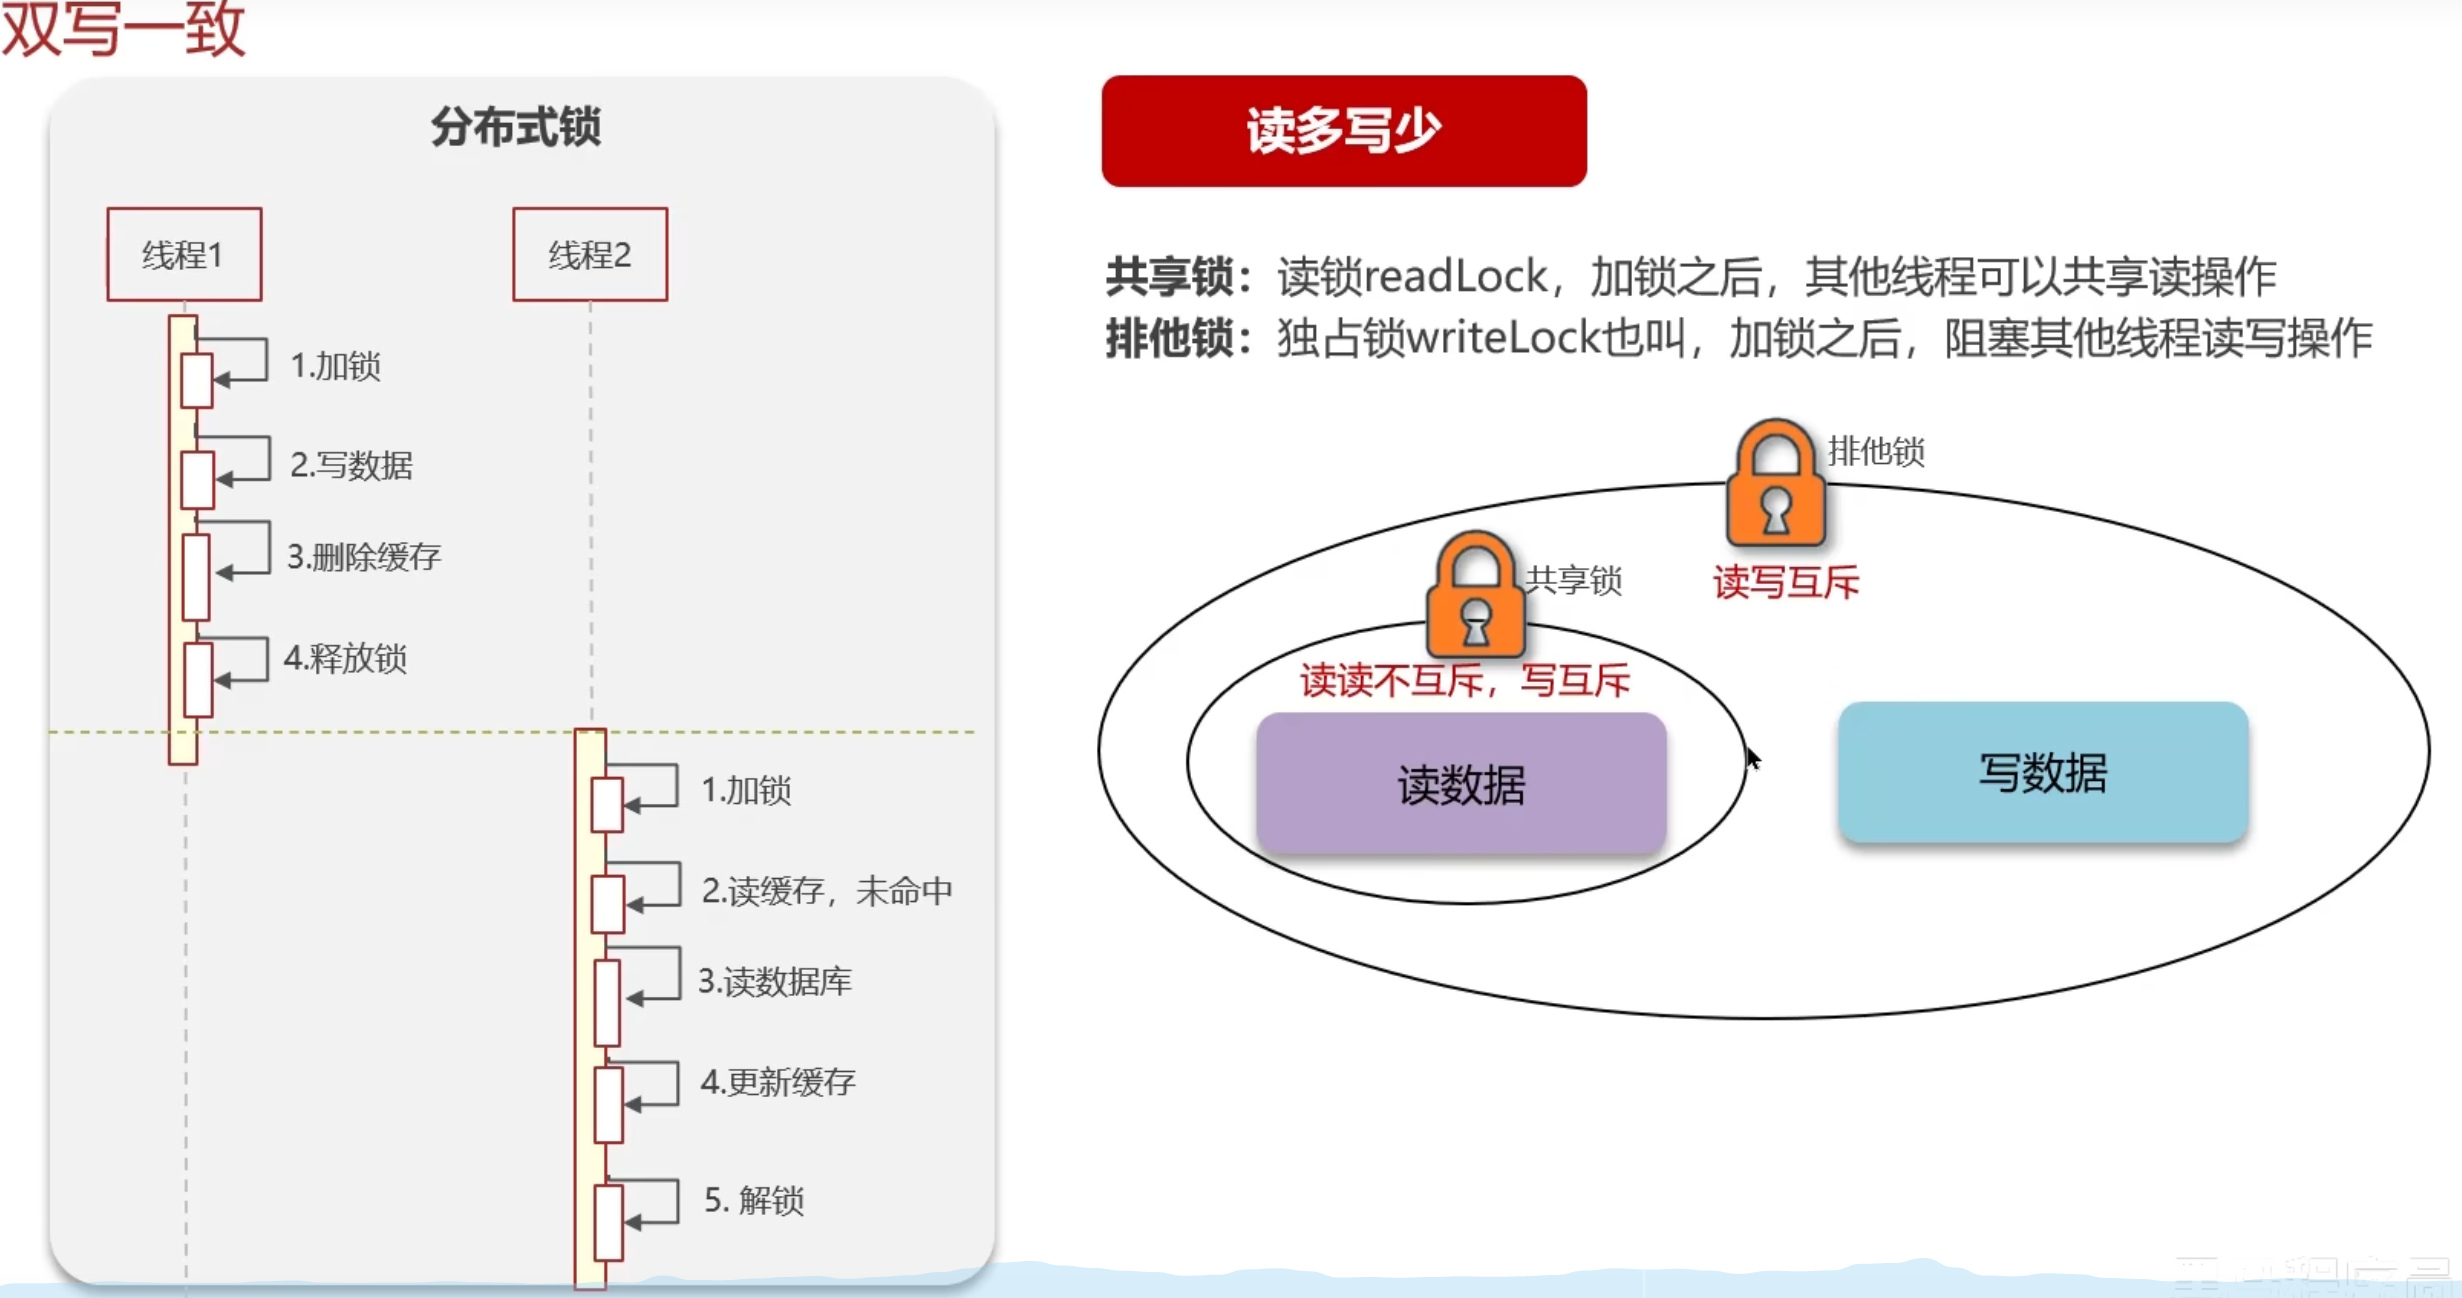 双写一致
分布式锁
线程1
线程2
1.加锁
2.写数据
3.删除缓存
4.释放锁
1.加锁
2.读缓存，未命中
3.读数据库
4.更新缓存
5. 解锁
读多写少
共享锁：读锁readLock，加锁之后，其他线程可以共享读操作
排他锁：独占锁writeLock也叫，加锁之后，阻塞其他线程读写操作
排他锁
读写互斥
共享锁
读读不互斥，写互斥
读数据
写数据